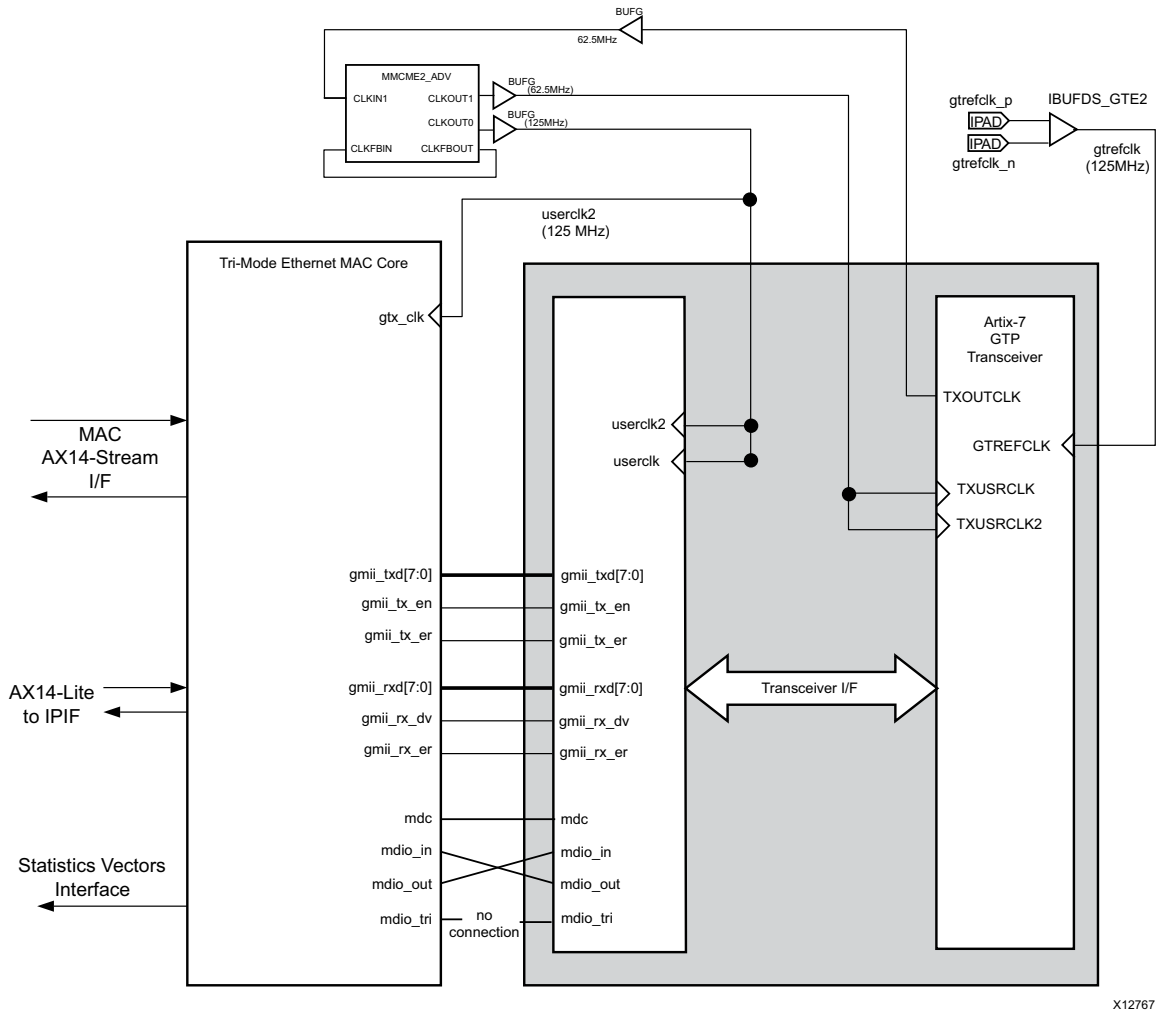 BUFG
62.5MHz
MMCME2_ADV
CLKIN1
CLKOUT1
CLKOUT0
CLKFBIN
CLKFBOUT
BUFG
(62.5MHz)
BUFG
(125MHz)
gtrefclk_p
IBUFDS_GTE2
IPAD
IPAD
gtrefclk_n
gtrefclk
(125MHz)
userclk2
(125 MHz)
Tri-Mode Ethernet MAC Core
gtx_clk
MAC
AX14-Stream
I/F
AX14-Lite
to IPIF
Statistics Vectors
Interface
gmii_txd[7:0]
gmii_tx_en
gmii_tx_er
gmii_rxd[7:0]
gmii_rx_dv
gmii_rx_er
mdc
mdio_in
mdio_out
mdio_tri
no
connection
userclk2
userclk
gmii_txd[7:0]
gmii_tx_en
gmii_tx_er
gmii_rxd[7:0]
gmii_rx_dv
gmii_rx_er
mdc
mdio_in
mdio_out
mdio_tri
Transceiver I/F
Artix-7
GTP
Transceiver
TXOUTCLK
GTREFCLK
TXUSRCLK
TXUSRCLK2
X12767